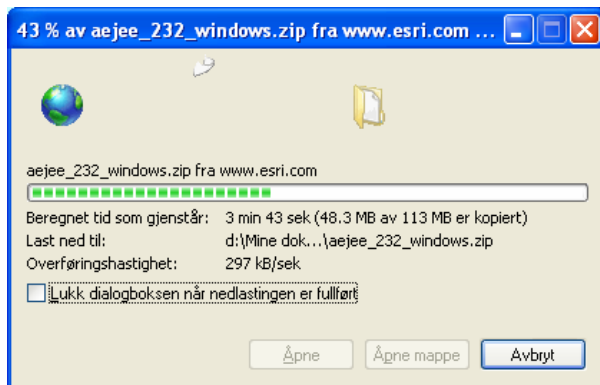 43 % av aejee_232_windows.zip fra www.esri.com ...
aejee_232_windows.zip fra www.esri.com
Beregnet tid som gjenstår: 3 min 43 sek (48.3 MB av 113 MB er kopiert)
Last ned til: d:\Mine dok...\aejee_232_windows.zip
Overføringshastighet: 297 kB/sek
Lukk dialogboksen når nedlastingen er fullført
Åpne Åpne mappe Avbryt